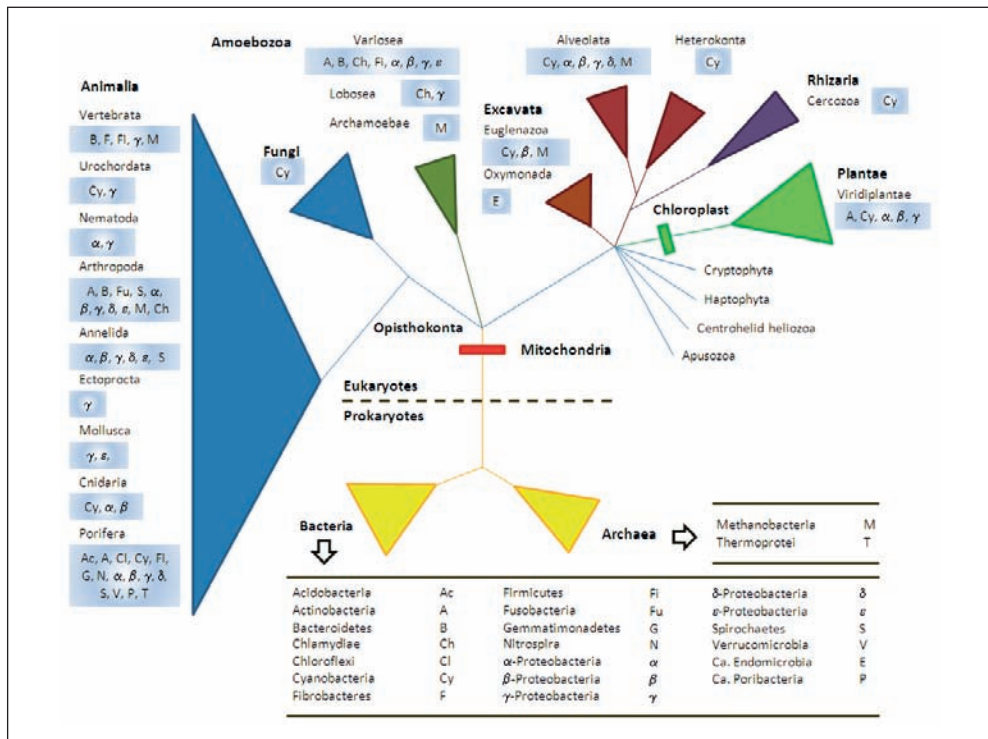 Amoebozoa
Variosea
A, B, Ch, Fl, α, β, γ, ε
Lobosea
Ch, γ
Archamoebae
M
Alveolata
Cy, α, β, γ, δ, M
Heterokonta
Cy
Rhizaria
Cercozoa
Cy
Animalia
Vertebrata
B, F, Fl, γ, M
Urochordata
Cy, γ
Nematoda
α, γ
Arthropoda
A, B, Fu, S, α,
β, γ, δ, ε, M, Ch
Annelida
α, β, γ, δ, ε, S
Ectoprocta
γ
Mollusca
γ, ε,
Cnidaria
Cy, α, β
Porifera
Ac, A, Cl, Cy, Fl,
G, N, α, β, γ, δ,
S, V, P, T
Fungi
Cy
Excavata
Euglenazoa
Cy, β, M
Oxymonada
E
Chloroplast
Plantae
Viridiplantae
A, Cy, α, β, γ
Cryptophyta
Haptophyta
Centrohelid heliozoa
Apusozoa
Opisthokonta
Mitochondria
Eukaryotes
Prokaryotes
Bacteria
Archaea
Methanobacteria M
Thermoprotei T
Acidobacteria Ac Firmicutes Fi δ-Proteobacteria δ
Actinobacteria A Fusobacteria Fu ε-Proteobacteria ε
Bacteroidetes B Gemmatimonadetes G Spirochaetes S
Chlamydiae Ch Nitrospira N Verrucomicrobia V
Chloroflexi Cl α-Proteobacteria α Ca. Endomicrobia E
Cyanobacteria Cy β-Proteobacteria β Ca. Poribacteria P
Fibrobacteres F γ-Proteobacteria γ